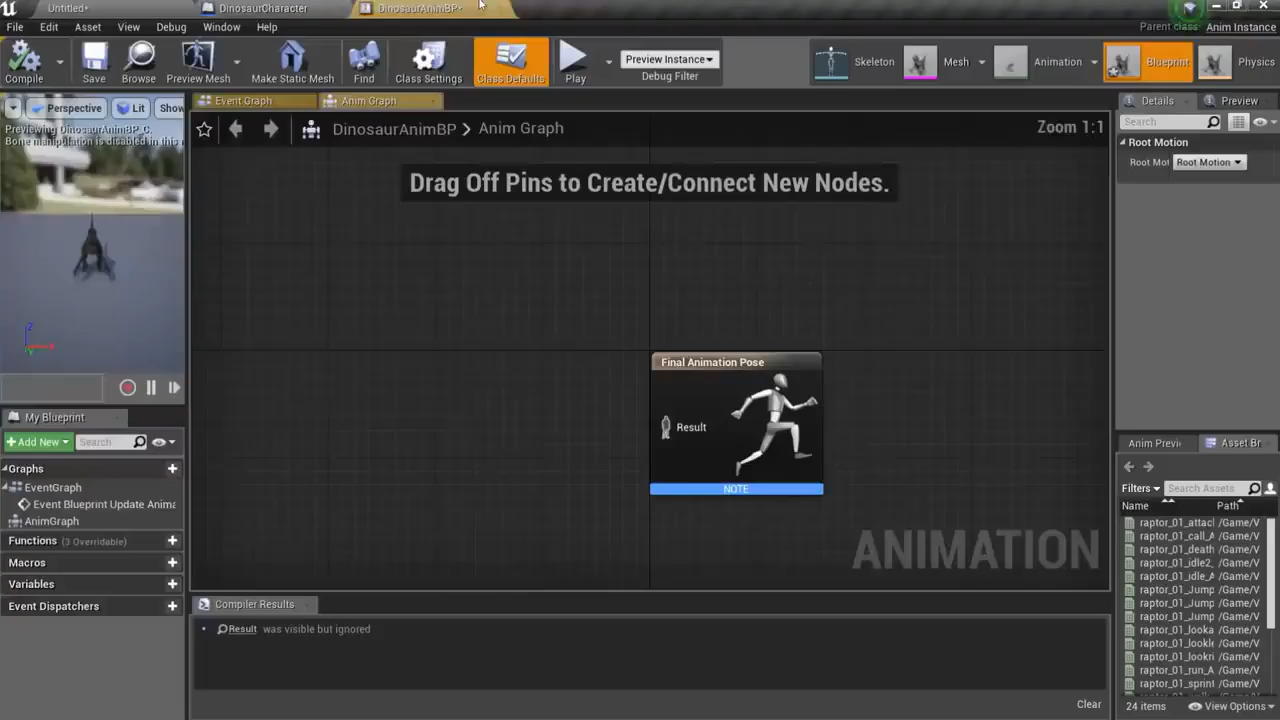 Untitled*
DinosaurCharacter
DinosaurAnimBP*
File Edit Asset View Debug Window Help
Parent class: Anim Instance
Compile
Save
Browse
Preview Mesh
Make Static Mesh
Find
Class Settings
Class Defaults
Play
Preview Instance
Debug Filter
Skeleton
Mesh
Animation
Blueprint
Physics
Perspective
Lit
Show
Previewing DinosaurAnimBP_C.
Bone manipulation is disabled in this
Event Graph
Anim Graph
DinosaurAnimBP > Anim Graph
Zoom 1:1
Drag Off Pins to Create/Connect New Nodes.
Final Animation Pose
Result
NOTE
ANIMATION
My Blueprint
+Add New
Search
Graphs
EventGraph
Event Blueprint Update Anima
AnimGraph
Functions (3 Overridable)
Macros
Variables
Event Dispatchers
Compiler Results
Result was visible but ignored
Clear
Details
Preview
Search
Root Motion
Root Mot
Root Motion
Anim Previ
Asset Br
Filters
Search Assets
Name
Path
raptor_01_attacl /Game/V
raptor_01_call_A /Game/V
raptor_01_death /Game/V
raptor_01_idle2_ /Game/V
raptor_01_idle_A /Game/V
raptor_01_Jump /Game/V
raptor_01_Jump /Game/V
raptor_01_Jump /Game/V
raptor_01_looka /Game/V
raptor_01_lookle /Game/V
raptor_01_lookri /Game/V
raptor_01_run_A /Game/V
raptor_01_sprint /Game/V
24 items
View Options